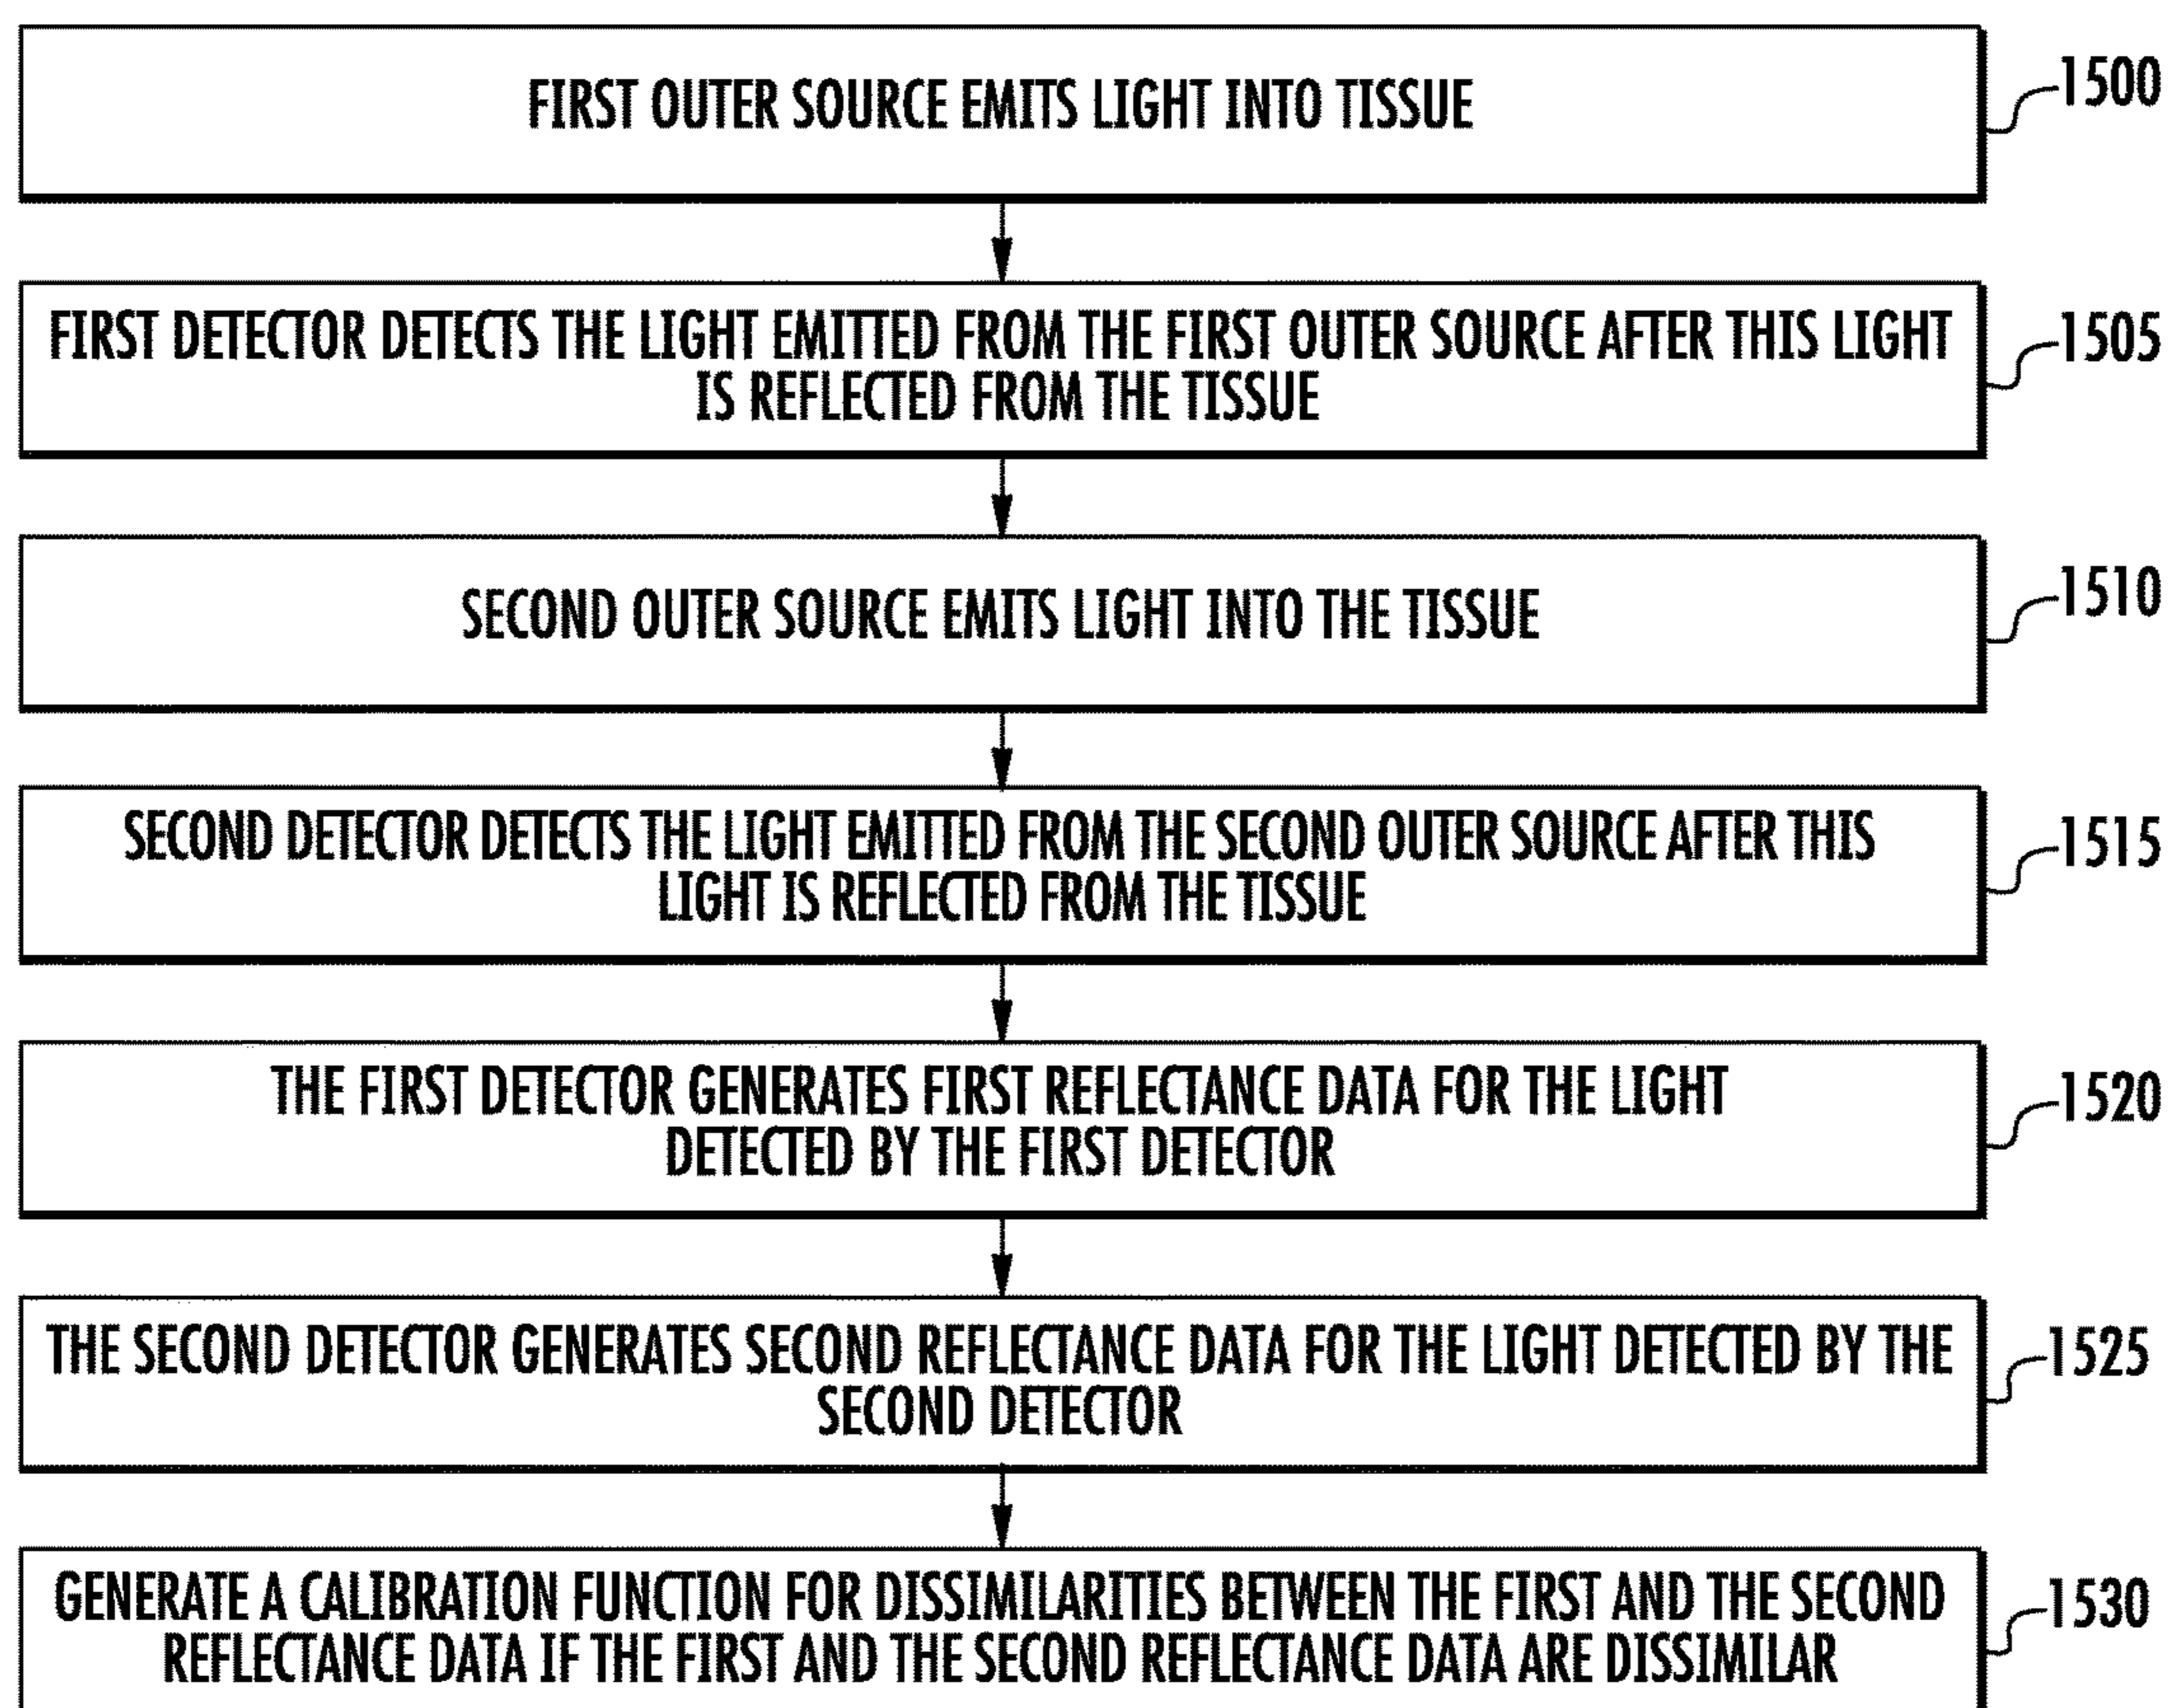 FIRST OUTER SOURCE EMITS LIGHT INTO TISSUE
1500
FIRST DETECTOR DETECTS THE LIGHT EMITTED FROM THE FIRST OUTER SOURCE AFTER THIS LIGHT
IS REFLECTED FROM THE TISSUE
1505
SECOND OUTER SOURCE EMITS LIGHT INTO THE TISSUE
1510
SECOND DETECTOR DETECTS THE LIGHT EMITTED FROM THE SECOND OUTER SOURCE AFTER THIS
LIGHT IS REFLECTED FROM THE TISSUE
1515
THE FIRST DETECTOR GENERATES FIRST REFLECTANCE DATA FOR THE LIGHT
DETECTED BY THE FIRST DETECTOR
1520
THE SECOND DETECTOR GENERATES SECOND REFLECTANCE DATA FOR THE LIGHT DETECTED BY THE
SECOND DETECTOR
1525
GENERATE A CALIBRATION FUNCTION FOR DISSIMILARITIES BETWEEN THE FIRST AND THE SECOND
REFLECTANCE DATA IF THE FIRST AND THE SECOND REFLECTANCE DATA ARE DISSIMILAR
1530